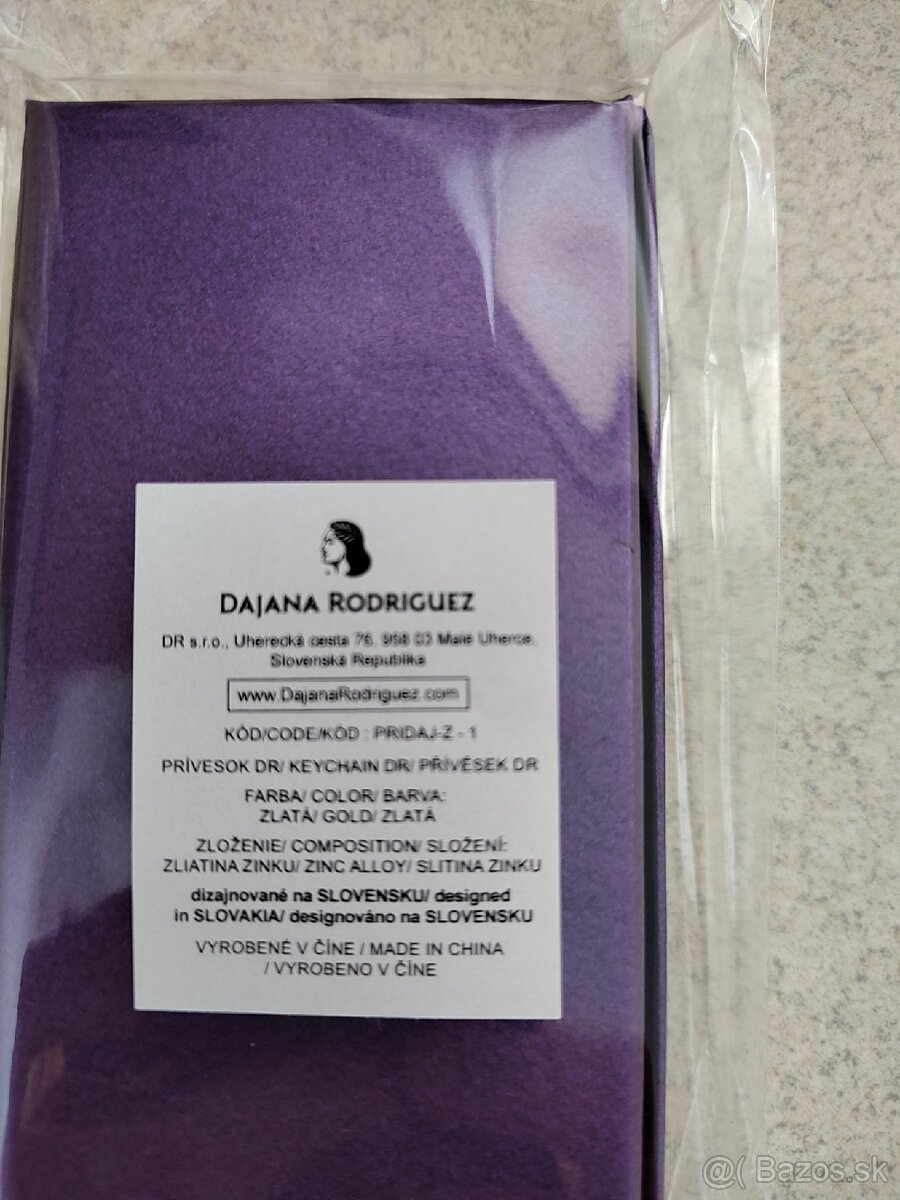 DAJANA RODRIGUEZ
DR s.r.o., Uherecká cesta 76, 958 03 Malé Uherce,
Slovenská Republika
www.DajanaRodriguez.com
KÓD/CODE/KÓD : PRIDAJ-Z - 1
PRÍVESOK DR/ KEYCHAIN DR/ PŘÍVĚSEK DR
FARBA/ COLOR/ BARVA:
ZLATÁ/ GOLD/ ZLATÁ
ZLOŽENIE/ COMPOSITION/ SLOŽENÍ:
ZLIATINA ZINKU/ ZINC ALLOY/ SLITINA ZINKU
dizajnované na SLOVENSKU/ designed
in SLOVAKIA/ designováno na SLOVENSKU
VYROBENÉ V ČÍNE / MADE IN CHINA
/ VYROBENO V ČÍNE
@( Bazos.sk